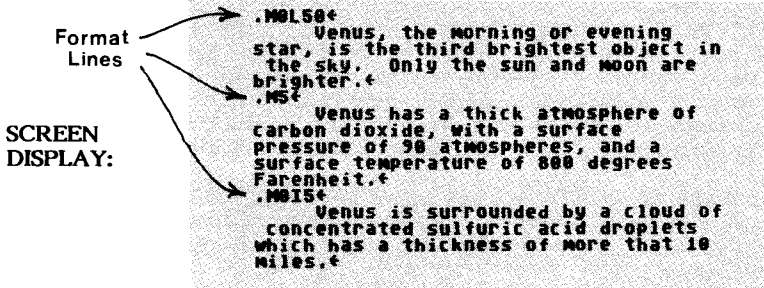 Format
Lines
SCREEN
DISPLAY:
.M0L50←
Venus, the morning or evening
star, is the third brightest object in
the sky. Only the sun and moon are
brighter.←
.M5←
Venus has a thick atmosphere of
carbon dioxide, with a surface
pressure of 90 atmospheres, and a
surface temperature of 800 degrees
Farenheit.←
.M0I5←
Venus is surrounded by a cloud of
concentrated sulfuric acid droplets
which has a thickness of more that 10
miles.←